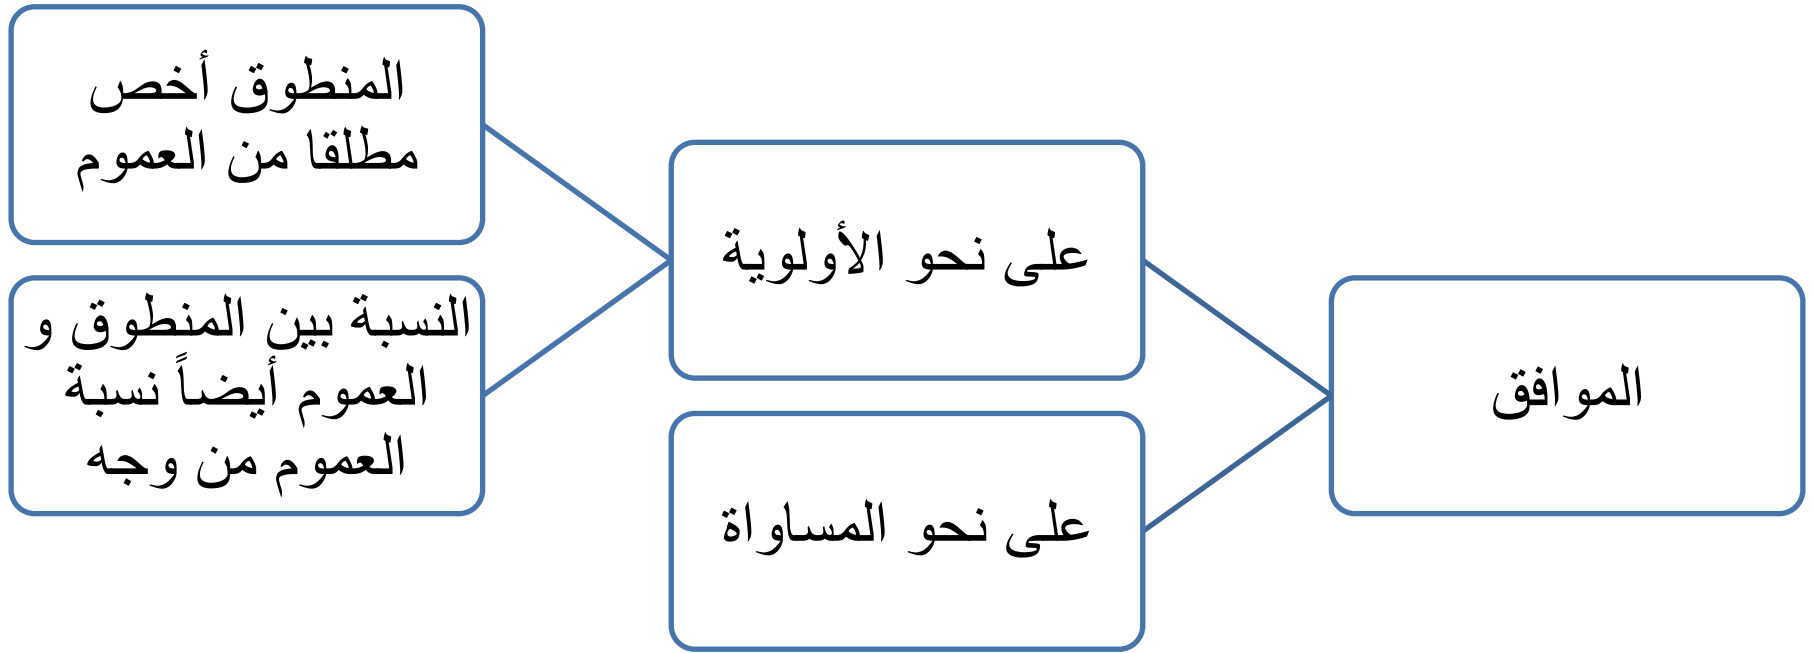 الموافق
على نحو الأولوية
المنطوق أخص
مطلقا من العموم
النسبة بين المنطوق و
العموم أيضاً نسبة
العموم من وجه
على نحو المساواة